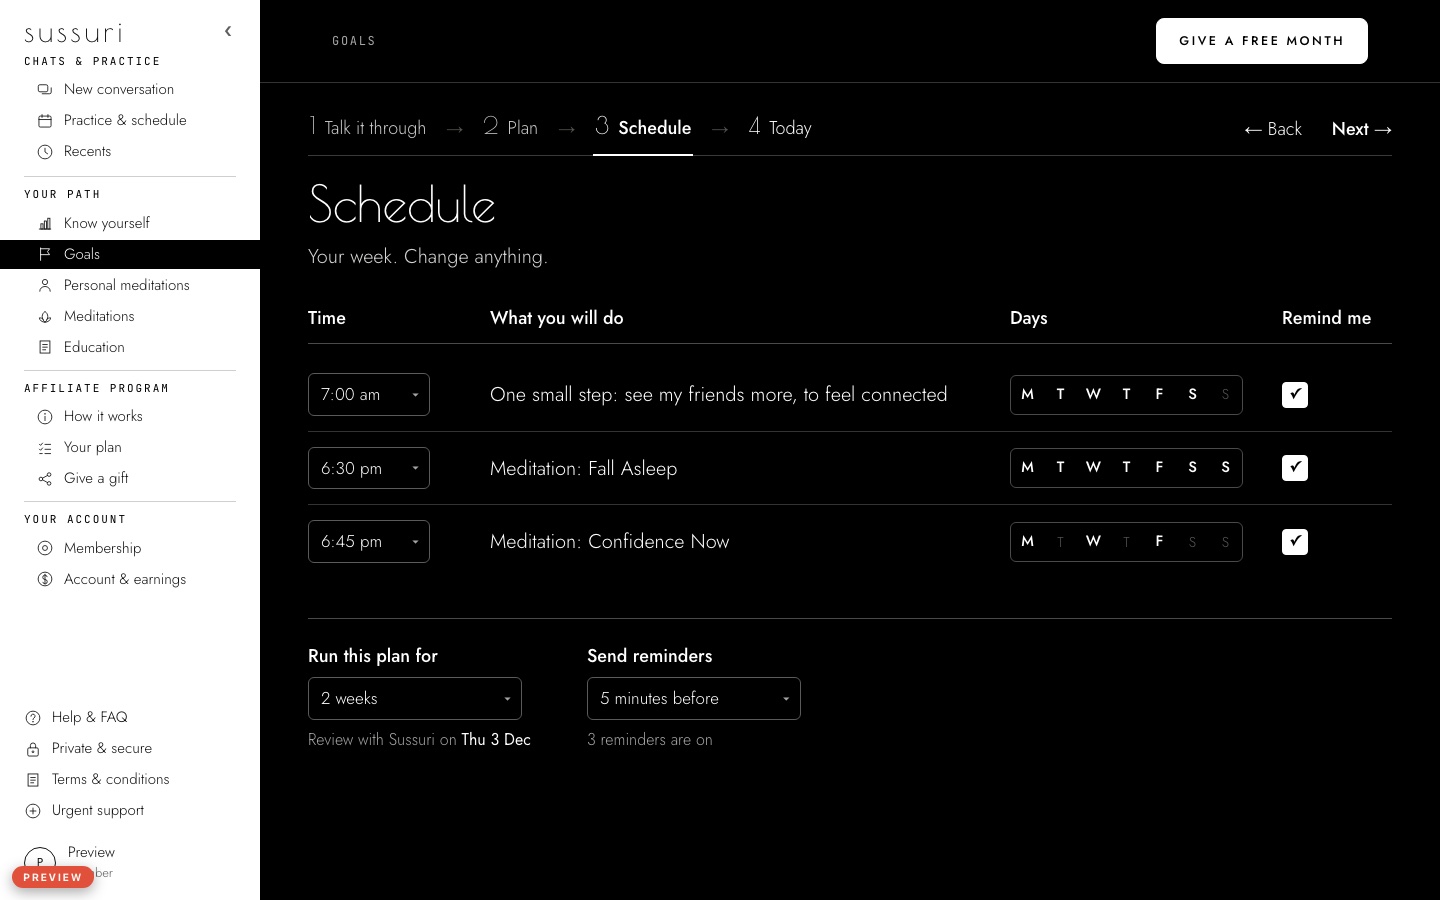 sussuri
CHATS & PRACTICE
New conversation
Practice & schedule
Recents
YOUR PATH
Know yourself
Goals
Personal meditations
Meditations
Education
AFFILIATE PROGRAM
How it works
Your plan
Give a gift
YOUR ACCOUNT
Membership
Account & earnings
Help & FAQ
Private & secure
Terms & conditions
Urgent support
P
Preview
PREVIEW
GOALS
GIVE A FREE MONTH
1 Talk it through → 2 Plan → 3 Schedule → 4 Today
← Back Next →
Schedule
Your week. Change anything.
Time What you will do Days Remind me
7:00 am One small step: see my friends more, to feel connected M T W T F S S
6:30 pm Meditation: Fall Asleep M T W T F S S
6:45 pm Meditation: Confidence Now M T W T F S S
Run this plan for Send reminders
2 weeks 5 minutes before
Review with Sussuri on Thu 3 Dec 3 reminders are on